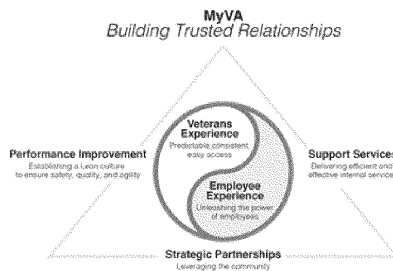 MyVA
Building Trusted Relationships
Veterans
Experience
Predictable, consistent,
easy access
Performance Improvement
Establishing a Lean culture
to ensure safety, quality, and agility
Support Services
Delivering efficient and
effective internal service
Employee
Experience
Unleashing the power
of employees
Strategic Partnerships
Leveraging the community